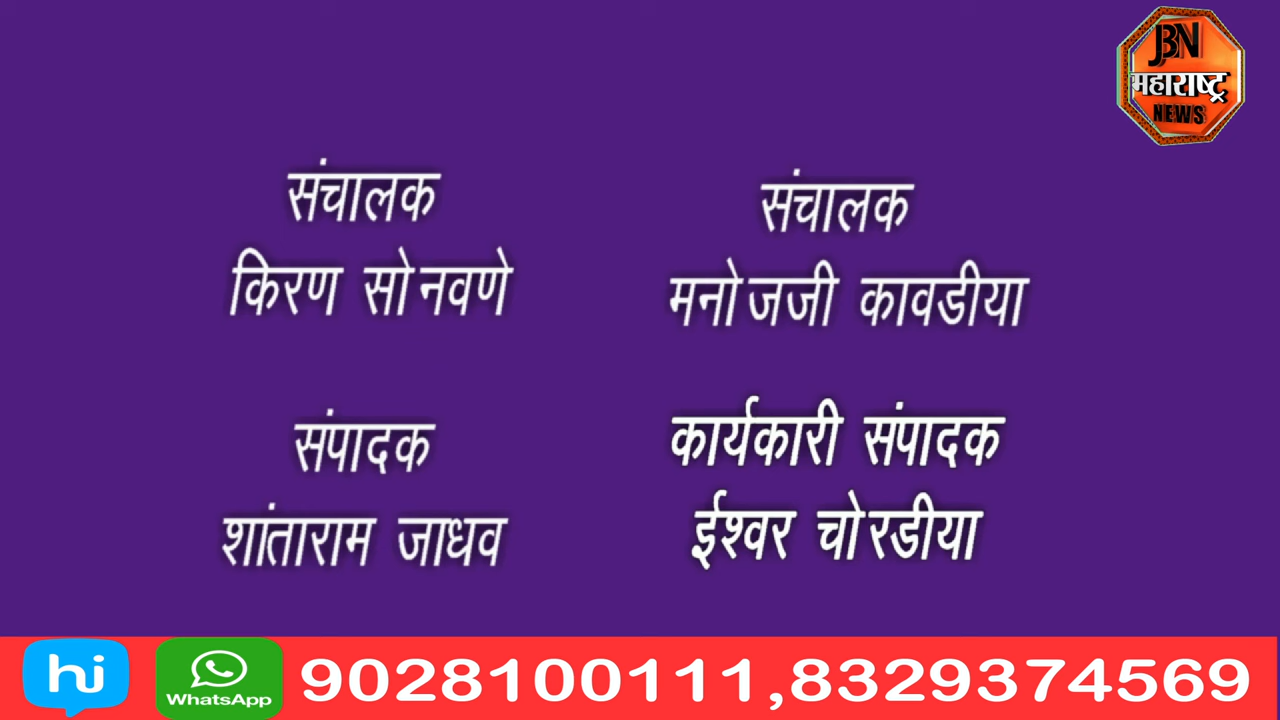 JBN
महाराष्ट्र
NEWS
संचालक
किरण सोनवणे
संचालक
मनोजजी कावडीया
संपादक
शांताराम जाधव
कार्यकारी संपादक
ईश्वर चोरडीया
hi
WhatsApp
9028100111,8329374569